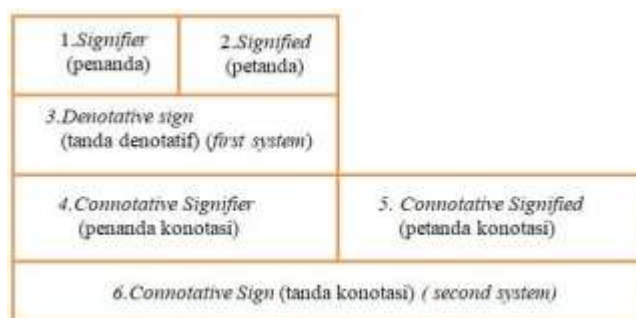 1.Signifier
(penanda)
2.Signified
(petanda)
3.Denotative sign
(tanda denotatif) (first system)
4.Connotative Signifier
(penanda konotasi)
5. Connotative Signified
(petanda konotasi)
6.Connotative Sign (tanda konotasi) ( second system)